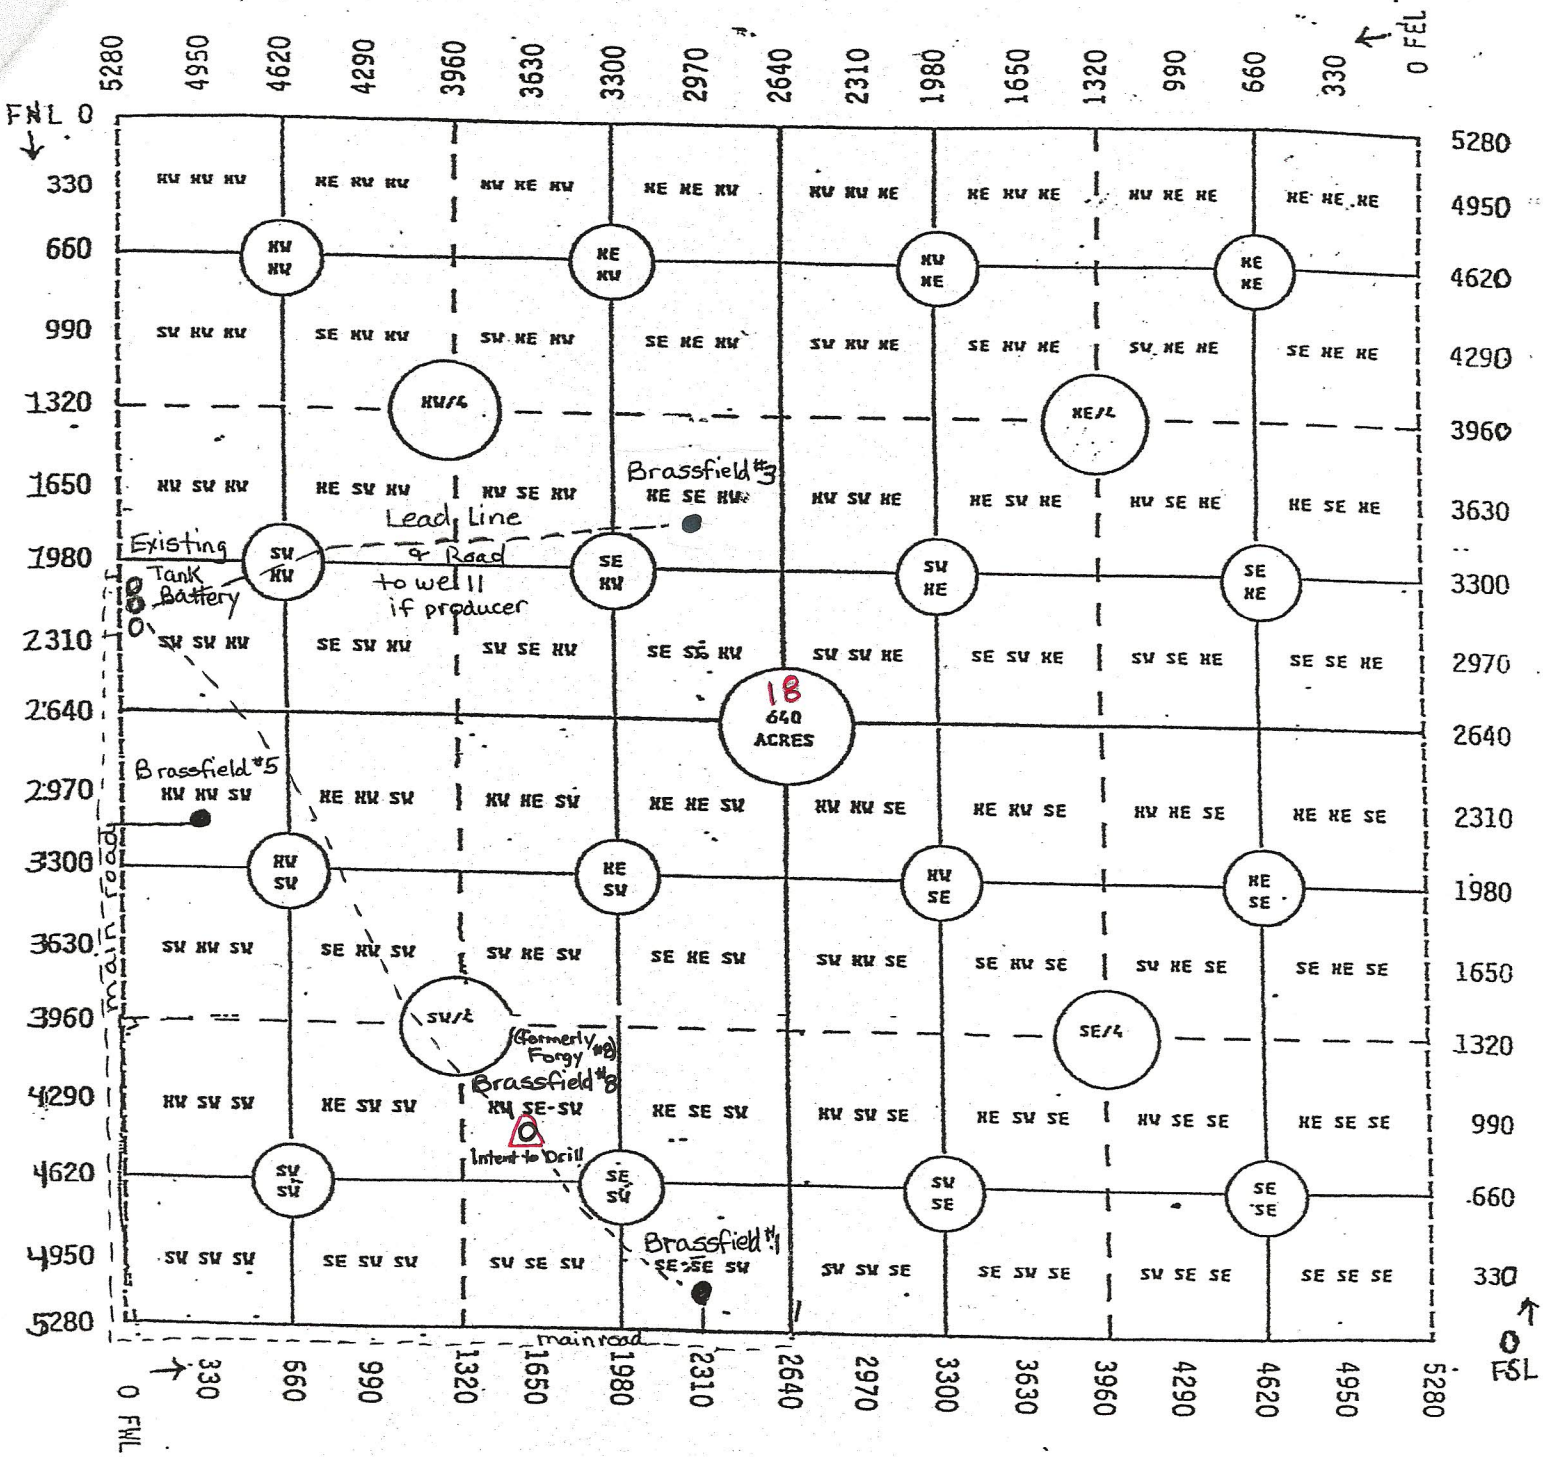 5280 4950 4620 4290 3960 3630 3300 2970 2640 2310 1980 1650 1320 990 660 330 0 FEL
←
FNL 0
↓
5280
NW NW NW NE NW NW NW NE NW NE NE NW NW NW NE NE NW NE NW NE NE NE NE NE
330
4950
660
NW NW
NE NW
NW NE
NE NE
4620
990
SW NW NW SE NW NW SW NE NW SE NE NW SW NW NE SE NW NE SW NE NE SE NE NE
4290
1320
NW/4
NE/4
3960
Brassfield #3
1650
NW SW NW NE SW NW NW SE NW NE SE NW NW SW NE NE SW NE NW SE NE NE SE NE
3630
Lead Line
& Road
to well
if producer
Existing
Tank
Battery
1980
SW NW
SE NW
SW NE
SE NE
3300
2310
SW SW NW SE SW NW SW SE NW SE SE NW SW SW NE SE SW NE SW SE NE SE SE NE
2970
2640
18
640
ACRES
2640
Brassfield #5
2970
NW NW SW NE NW SW NW NE SW NE NE SW NW NW SE NE NW SE NW NE SE NE NE SE
2310
main road
3300
NW SW
NE SW
NW SE
NE SE
1980
3630
SW NW SW SE NW SW SW NE SW SE NE SW SW NW SE SE NW SE SW NE SE SE NE SE
1650
3960
SW/4
SE/4
1320
(formerly
Forgy #8)
Brassfield #8
4290
NW SW SW NE SW SW NW SE-SW NE SE SW NW SW SE NE SW SE NW SE SE NE SE SE
990
Intent to Drill
4620
SW SW
SE SW
SW SE
SE SE
660
Brassfield #1
4950
SW SW SW SE SW SW SW SE SW SE-SE SW SW SW SE SE SW SE SW SE SE SE SE SE
330
5280
main road
↑
0
FSL
→
0 FWL 330 660 990 1320 1650 1980 2310 2640 2970 3300 3630 3960 4290 4620 4950 5280